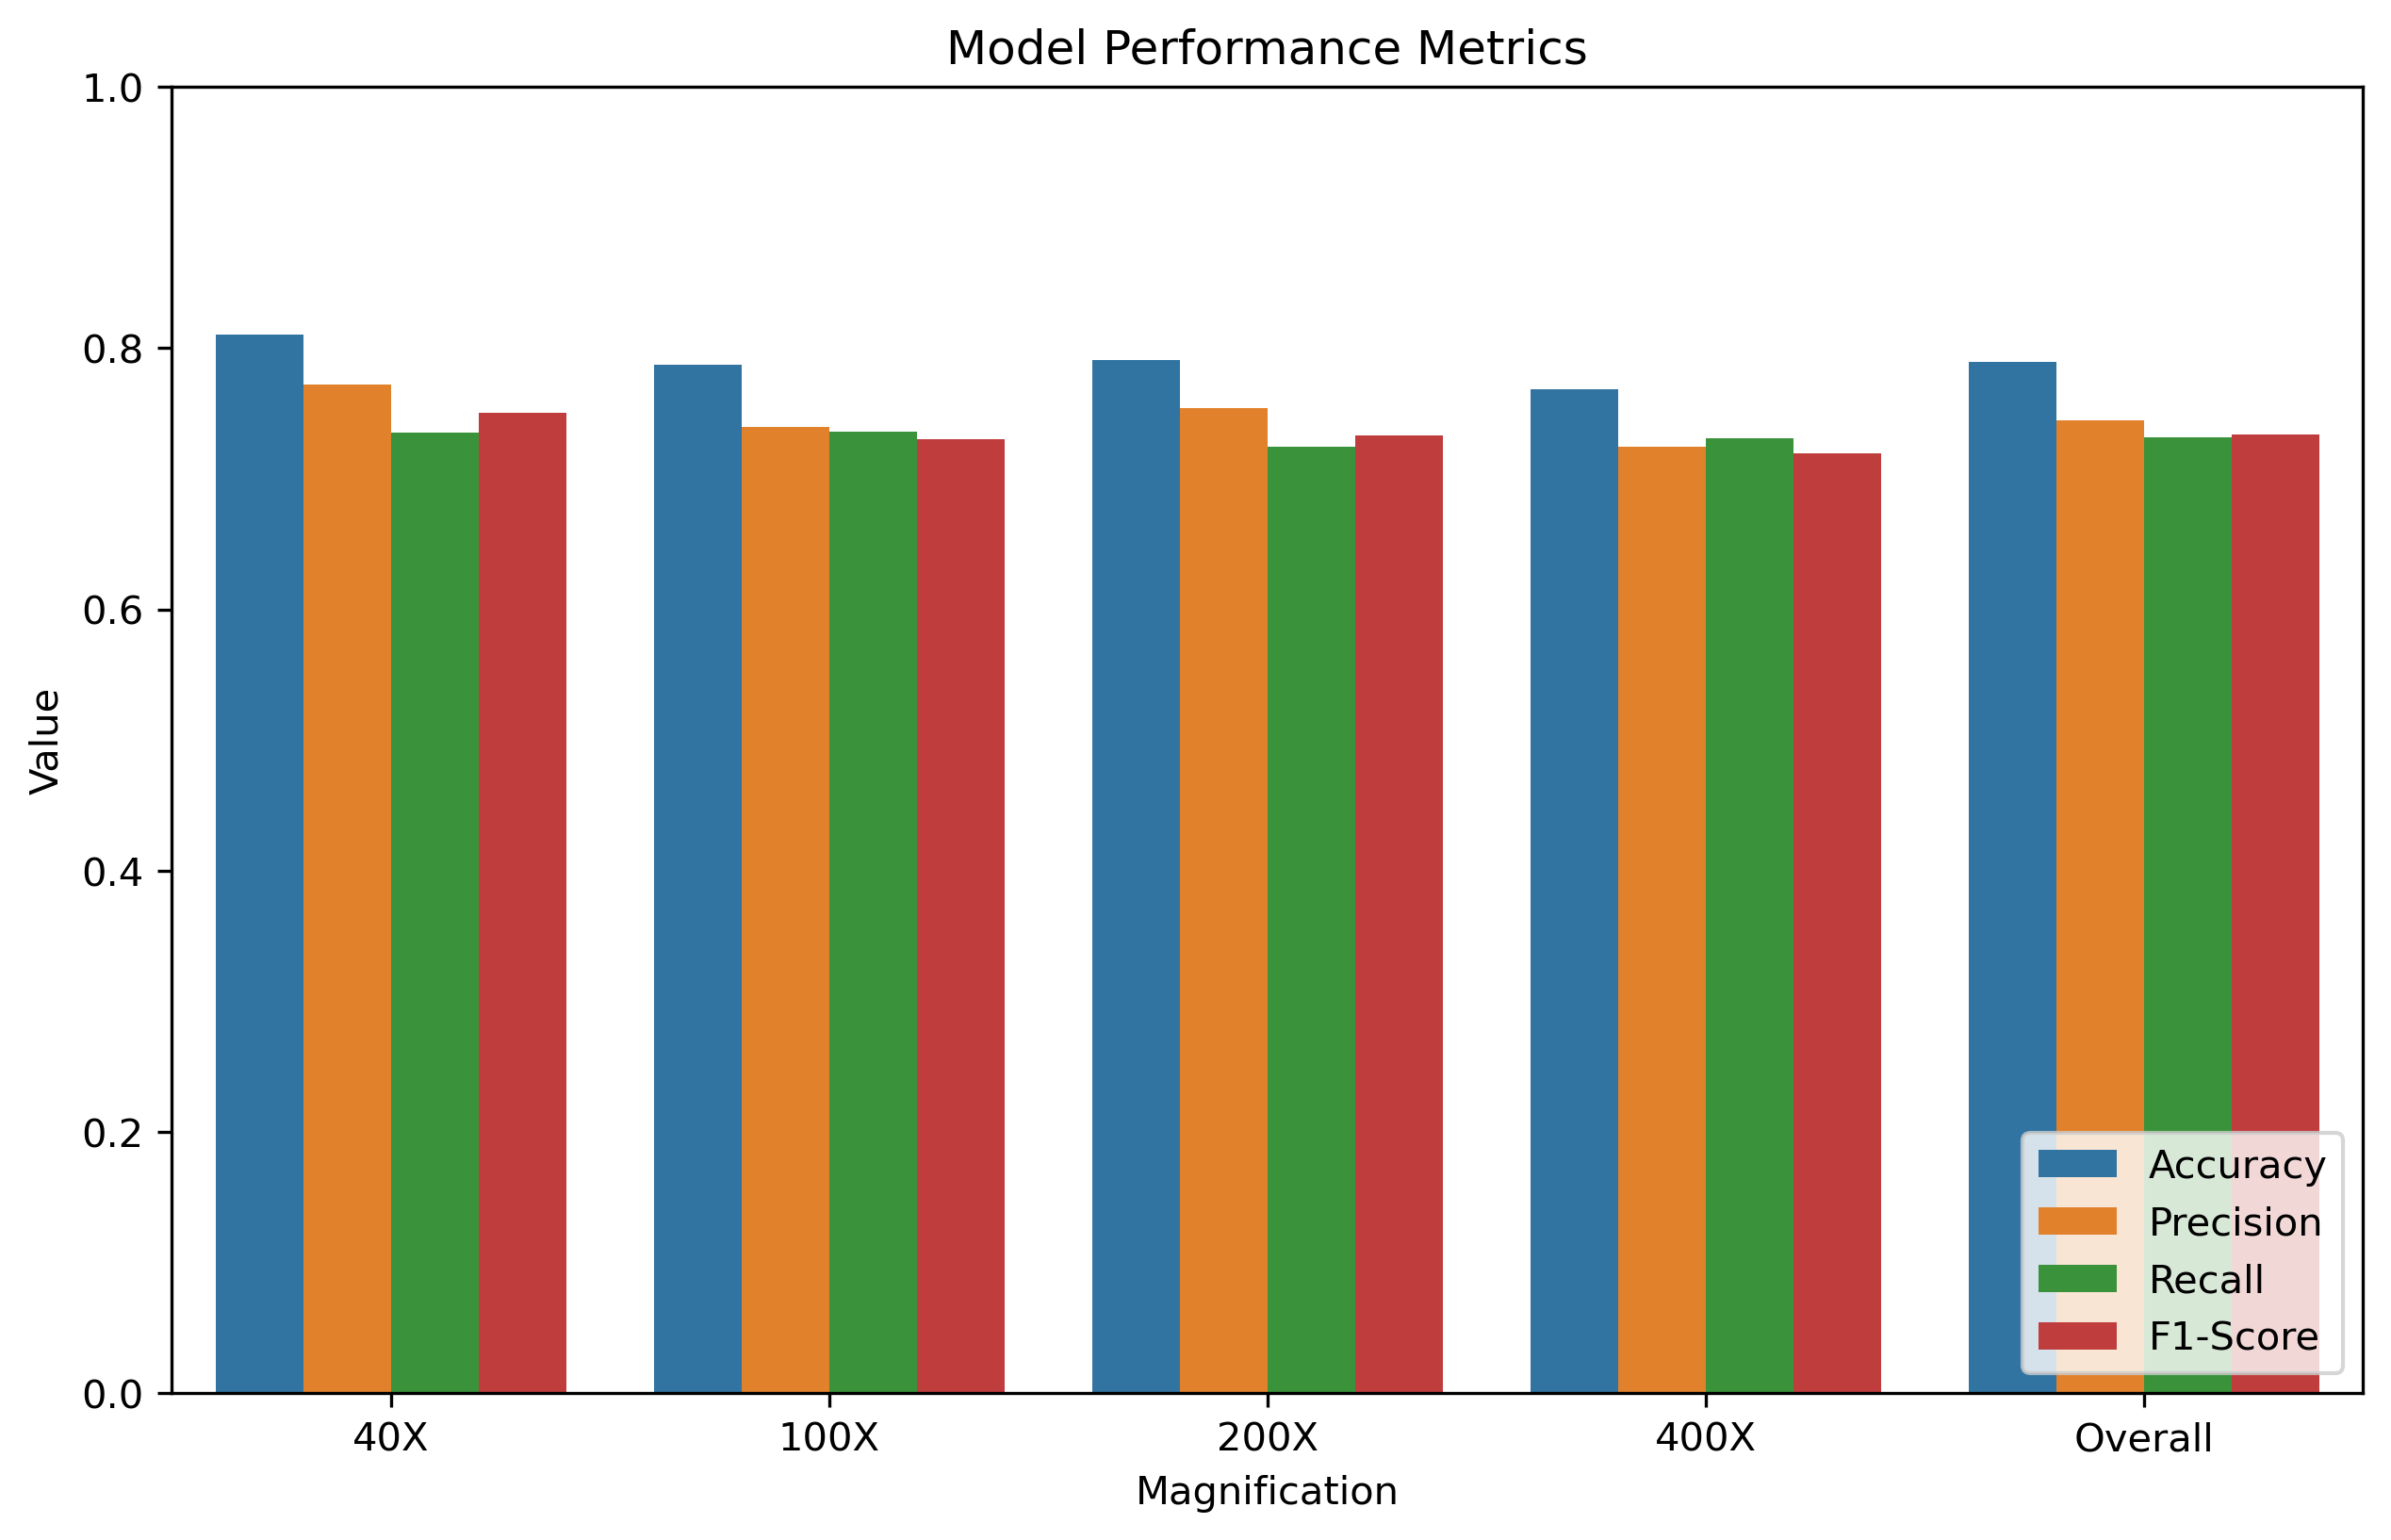 Model Performance Metrics
1.0
0.8
0.6
0.4
0.2
0.0
Value
40X
100X
200X
400X
Overall
Magnification
Accuracy
Precision
Recall
F1-Score